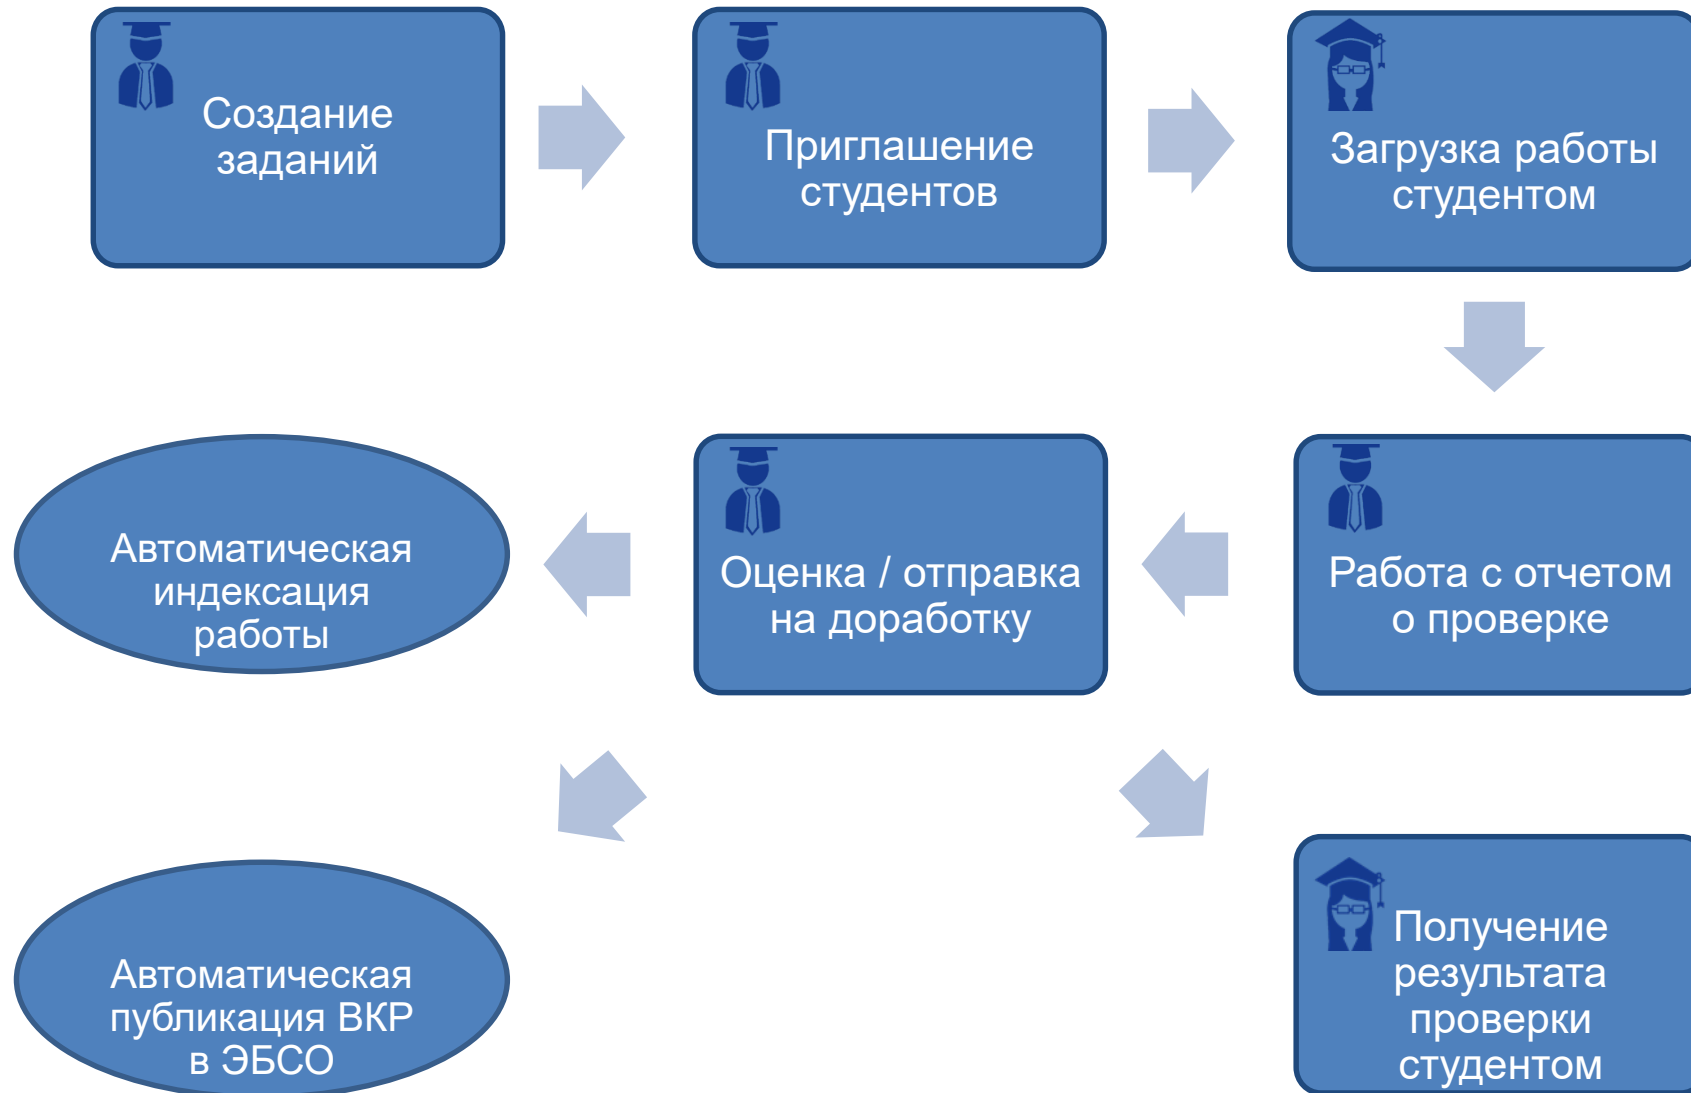 Создание
заданий
Приглашение
студентов
Загрузка работы
студентом
Автоматическая
индексация
работы
Оценка / отправка
на доработку
Работа с отчетом
о проверке
Автоматическая
публикация ВКР
в ЭБСО
Получение
результата
проверки
студентом